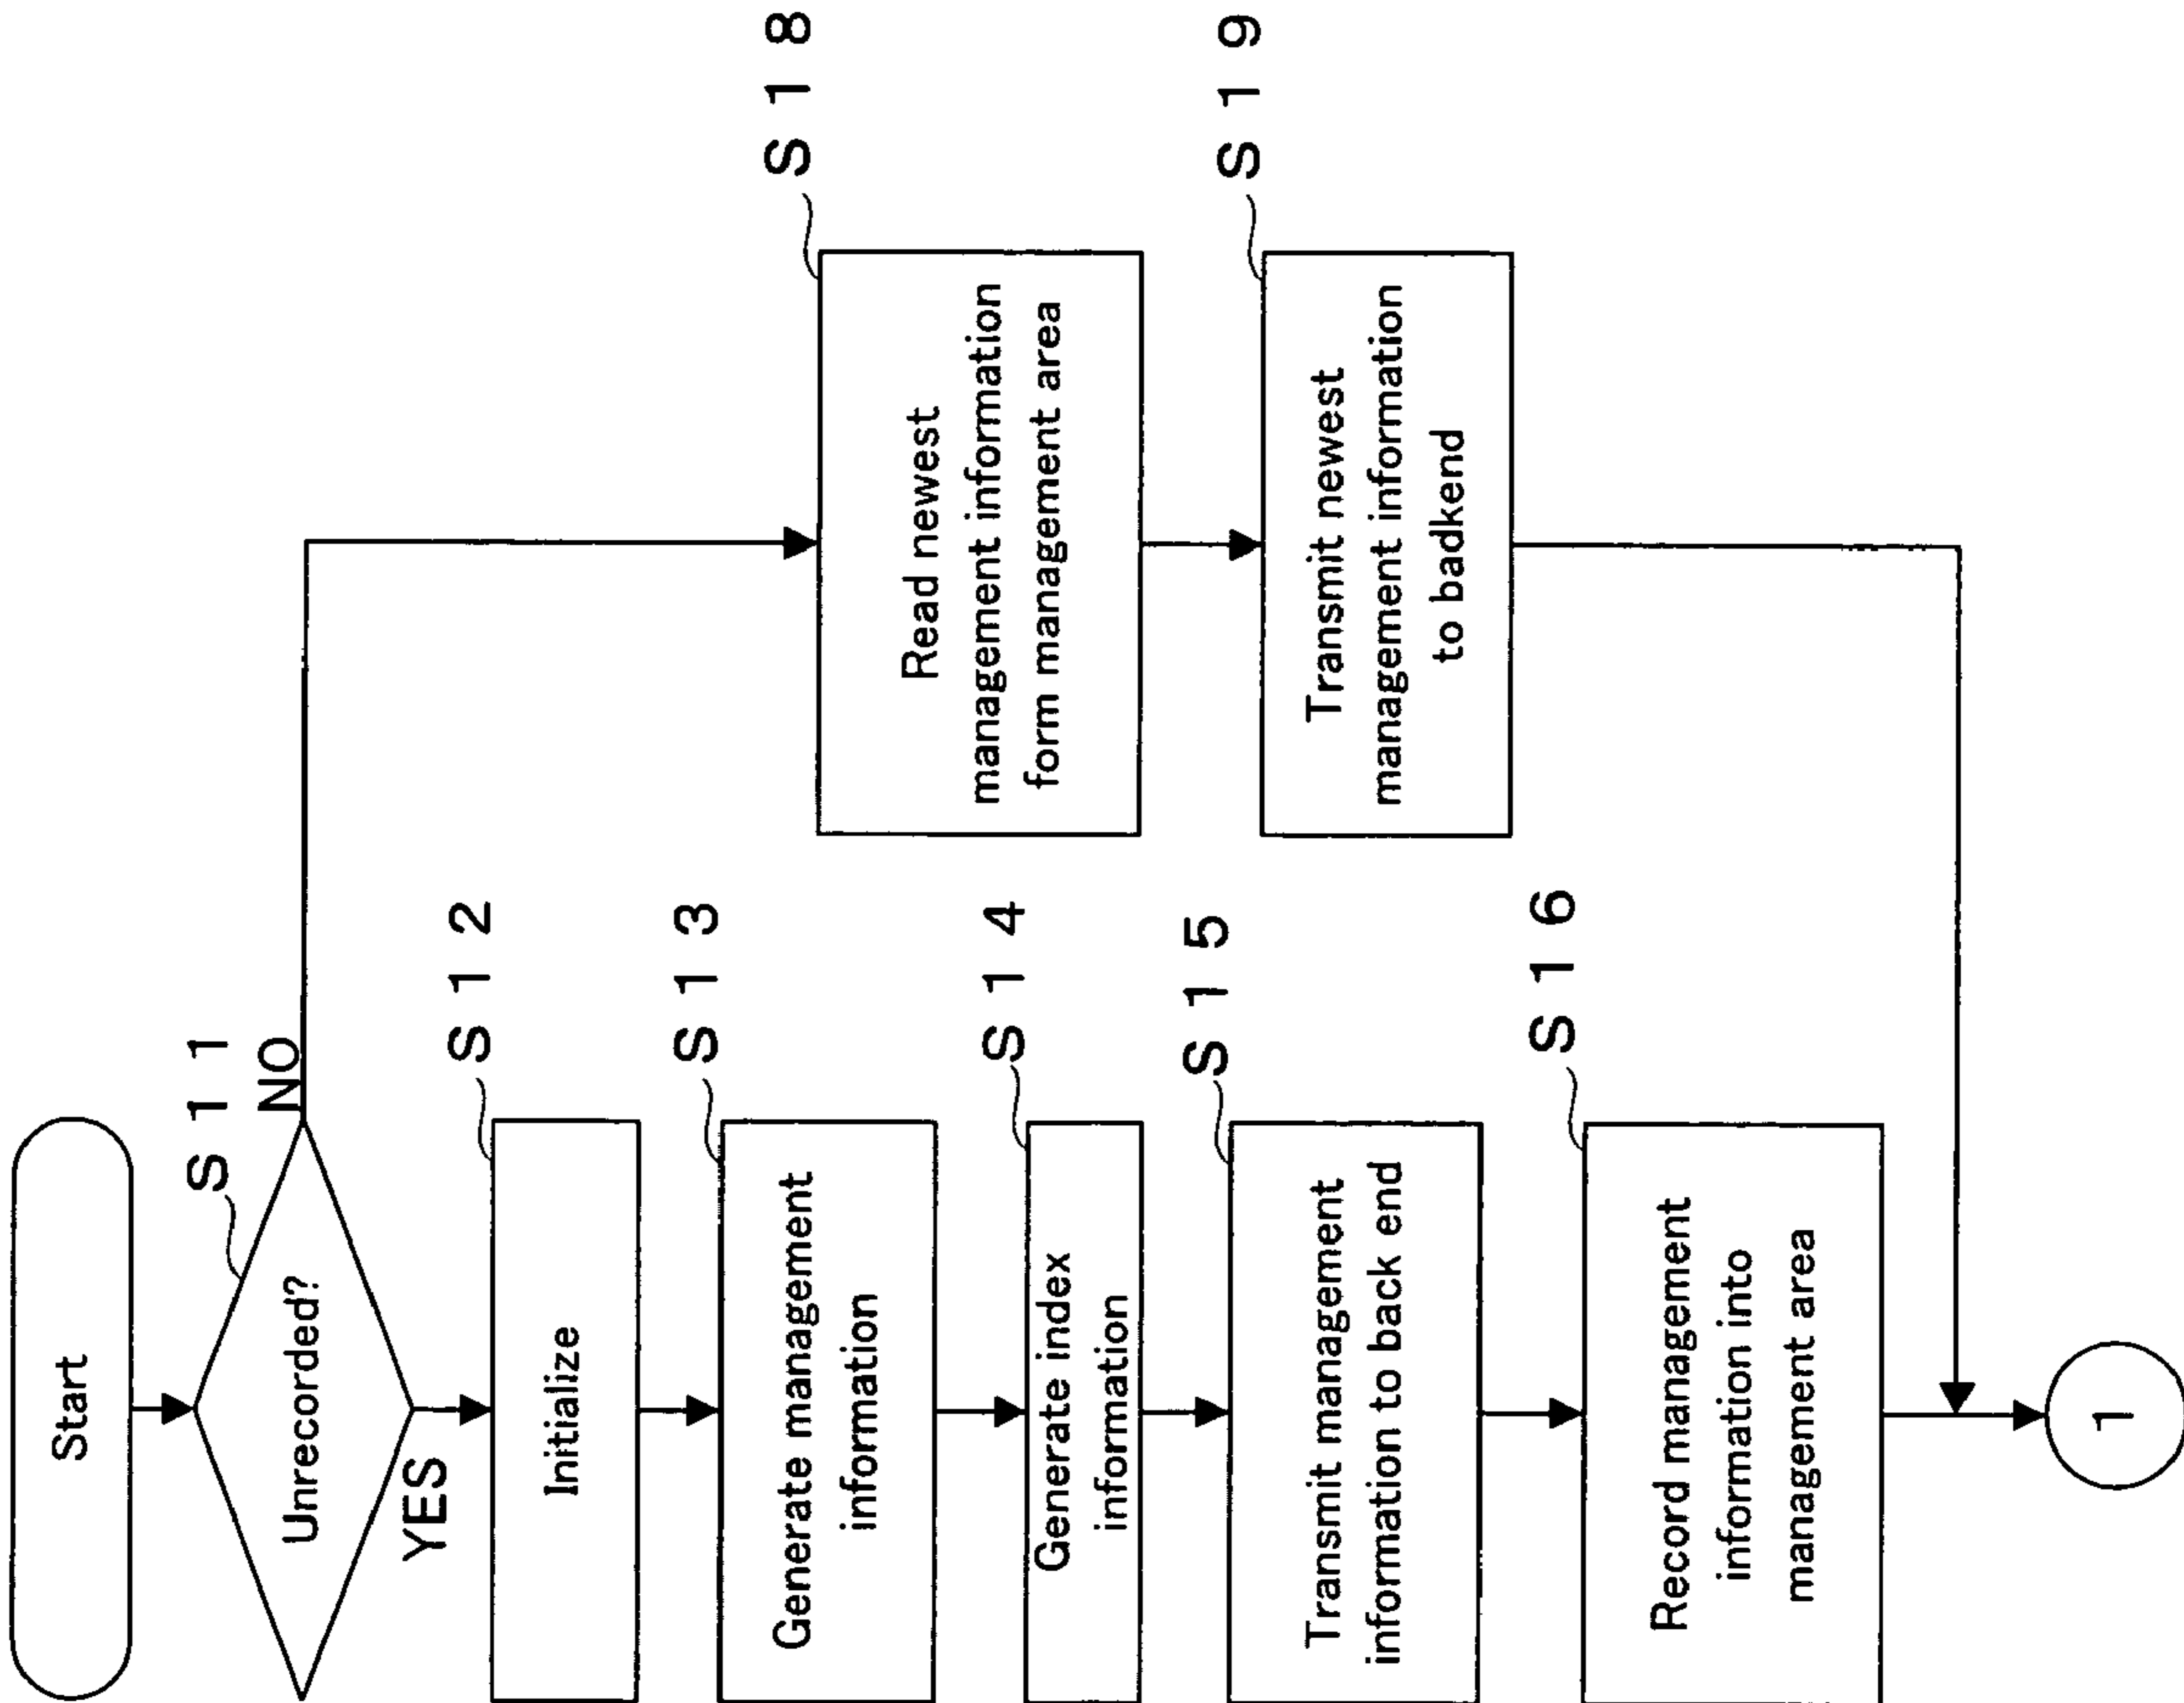 Start
S11
Unrecorded?
NO
YES
S12
Initialize
S13
Generate management
information
S14
Generate index
information
S15
Transmit management
information to back end
S16
Record management
information into
management area
S18
Read newest
management information
form management area
S19
Transmit newest
management information
to badkend
1